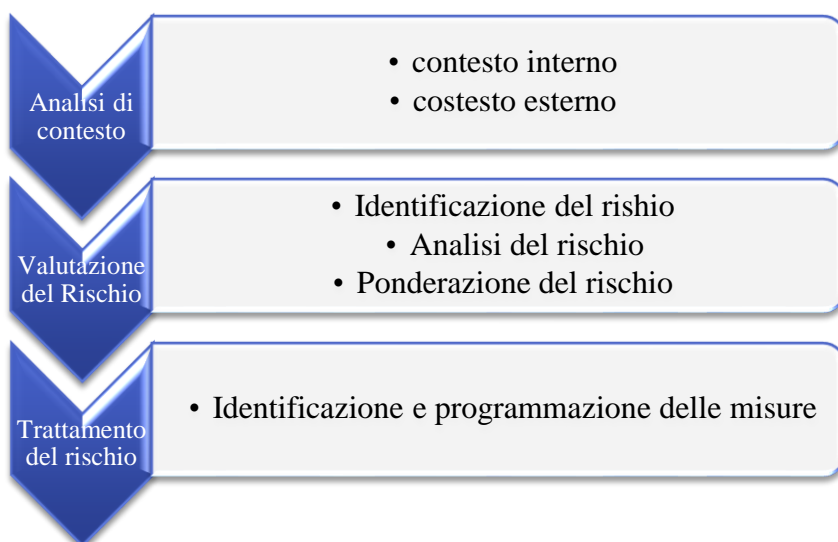 Analisi di
contesto
• contesto interno
• costesto esterno
Valutazione
del Rischio
• Identificazione del rishio
• Analisi del rischio
• Ponderazione del rischio
Trattamento
del rischio
• Identificazione e programmazione delle misure